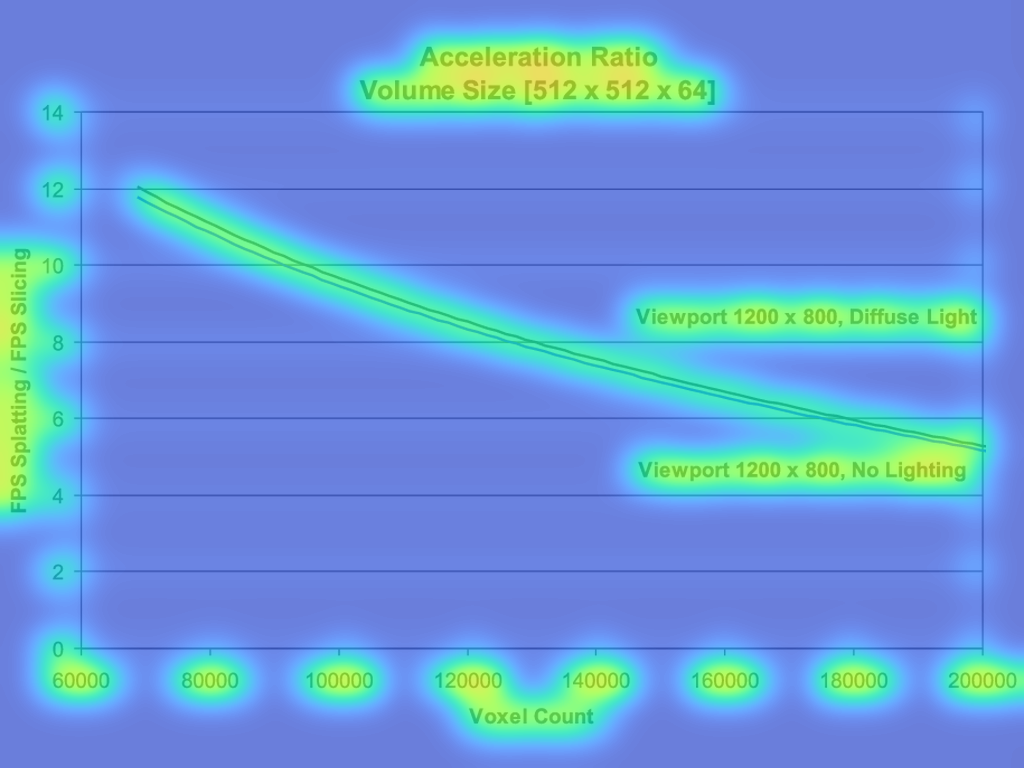 Acceleration Ratio
Volume Size [512 x 512 x 64]
14
12
10
8
6
4
2
0
FPS Splatting / FPS Slicing
Viewport 1200 x 800, Diffuse Light
Viewport 1200 x 800, No Lighting
60000 80000 100000 120000 140000 160000 180000 200000
Voxel Count